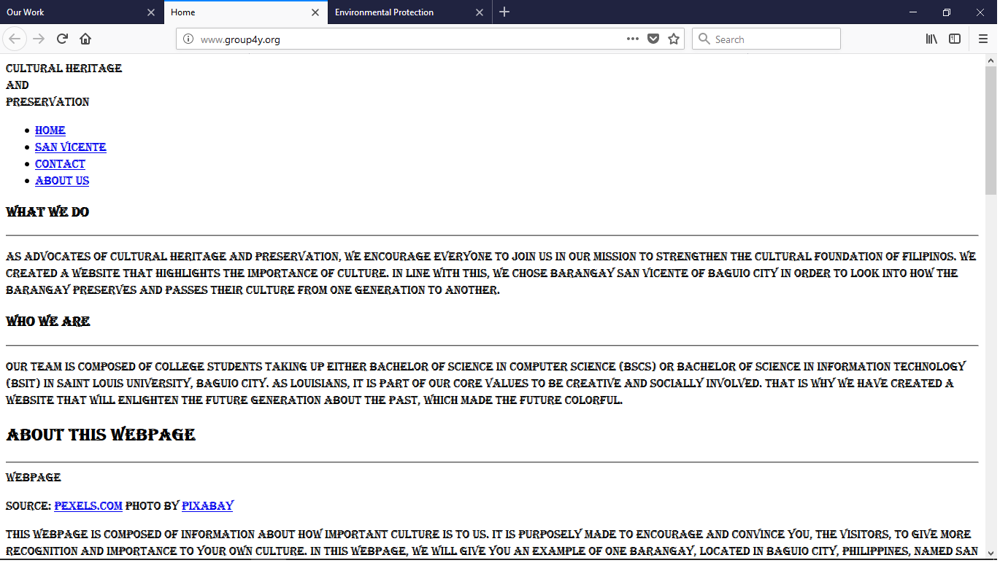 Our Work
Home
Environmental Protection
www.group4y.org
Search
CULTURAL HERITAGE
AND
PRESERVATION
HOME
SAN VICENTE
CONTACT
ABOUT US
WHAT WE DO
AS ADVOCATES OF CULTURAL HERITAGE AND PRESERVATION, WE ENCOURAGE EVERYONE TO JOIN US IN OUR MISSION TO STRENGTHEN THE CULTURAL FOUNDATION OF FILIPINOS. WE
CREATED A WEBSITE THAT HIGHLIGHTS THE IMPORTANCE OF CULTURE. IN LINE WITH THIS, WE CHOSE BARANGAY SAN VICENTE OF BAGUIO CITY IN ORDER TO LOOK INTO HOW THE
BARANGAY PRESERVES AND PASSES THEIR CULTURE FROM ONE GENERATION TO ANOTHER.
WHO WE ARE
OUR TEAM IS COMPOSED OF COLLEGE STUDENTS TAKING UP EITHER BACHELOR OF SCIENCE IN COMPUTER SCIENCE (BSCS) OR BACHELOR OF SCIENCE IN INFORMATION TECHNOLOGY
(BSIT) IN SAINT LOUIS UNIVERSITY, BAGUIO CITY. AS LOUISIANS, IT IS PART OF OUR CORE VALUES TO BE CREATIVE AND SOCIALLY INVOLVED. THAT IS WHY WE HAVE CREATED A
WEBSITE THAT WILL ENLIGHTEN THE FUTURE GENERATION ABOUT THE PAST, WHICH MADE THE FUTURE COLORFUL.
ABOUT THIS WEBPAGE
WEBPAGE
SOURCE: PEXELS.COM PHOTO BY PIXABAY
THIS WEBPAGE IS COMPOSED OF INFORMATION ABOUT HOW IMPORTANT CULTURE IS TO US. IT IS PURPOSELY MADE TO ENCOURAGE AND CONVINCE YOU, THE VISITORS, TO GIVE MORE
RECOGNITION AND IMPORTANCE TO YOUR OWN CULTURE. IN THIS WEBPAGE, WE WILL GIVE YOU AN EXAMPLE OF ONE BARANGAY, LOCATED IN BAGUIO CITY, PHILIPPINES, NAMED SAN